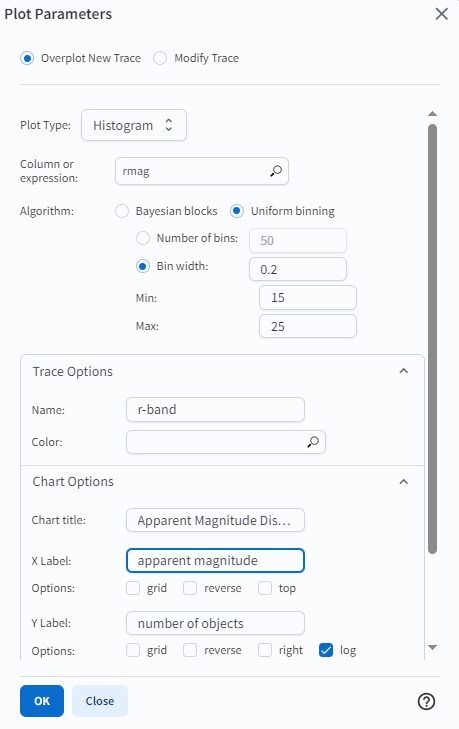 Plot Parameters
Overplot New Trace Modify Trace
Plot Type: Histogram
Column or
expression: rmag
Algorithm: Bayesian blocks Uniform binning
Number of bins: 50
Bin width: 0.2
Min: 15
Max: 25
Trace Options
Name: r-band
Color:
Chart Options
Chart title: Apparent Magnitude Dis...
X Label: apparent magnitude
Options: grid reverse top
Y Label: number of objects
Options: grid reverse right log
OK Close ?